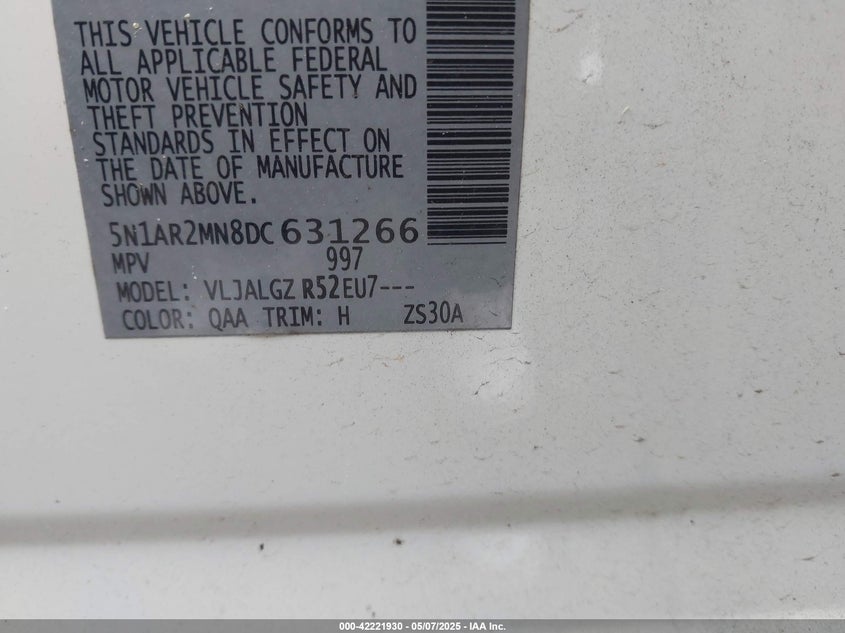 THIS VEHICLE CONFORMS TO
ALL APPLICABLE FEDERAL
MOTOR VEHICLE SAFETY AND
THEFT PREVENTION
STANDARDS IN EFFECT ON
THE DATE OF MANUFACTURE
SHOWN ABOVE.
5N1AR2MN8DC631266
MPV 997
MODEL: VLJALGZ R52EU7---
COLOR: QAA TRIM: H ZS30A
000-42221930 - 05/07/2025 - IAA Inc.